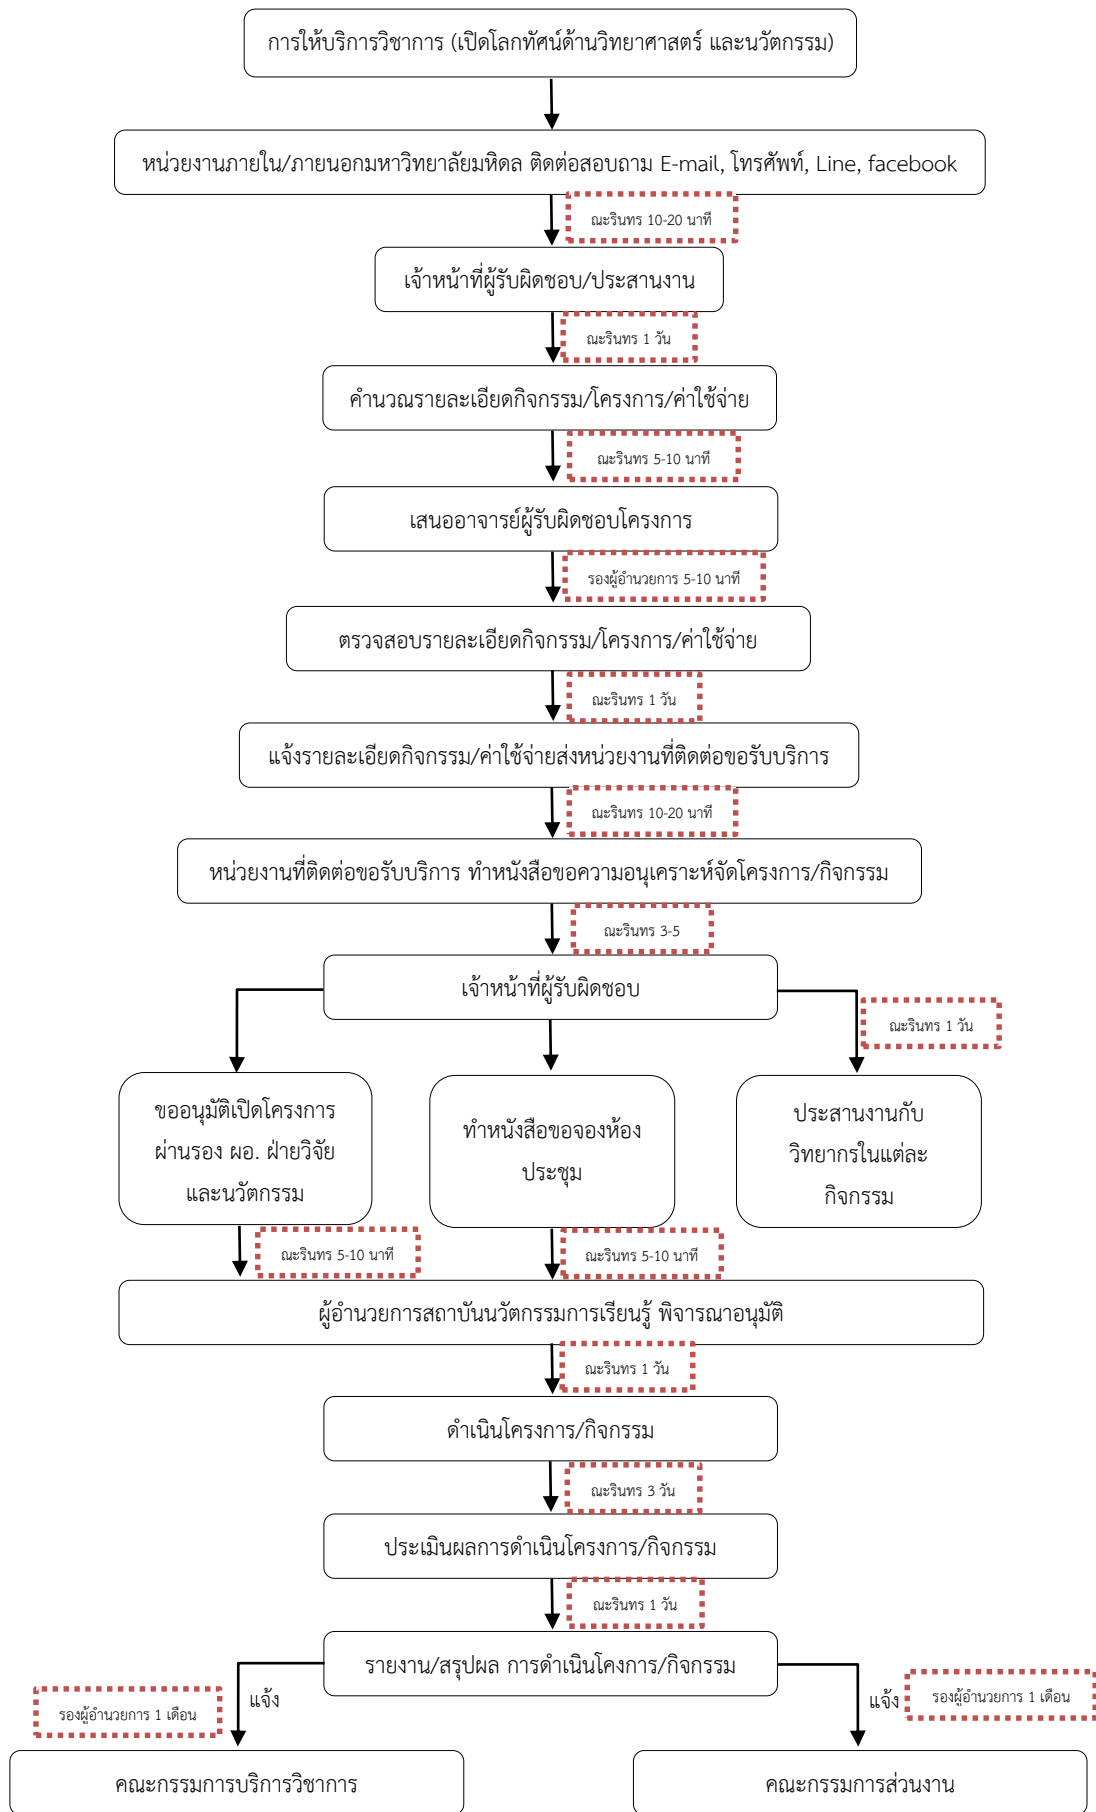 การให้บริการวิชาการ (เปิดโลกทัศน์ด้านวิทยาศาสตร์ และนวัตกรรม)
หน่วยงานภายใน/ภายนอกมหาวิทยาลัยมหิดล ติดต่อสอบถาม E-mail, โทรศัพท์, Line, facebook
ณะรินทร 10-20 นาที
เจ้าหน้าที่ผู้รับผิดชอบ/ประสานงาน
ณะรินทร 1 วัน
คำนวณรายละเอียดกิจกรรม/โครงการ/ค่าใช้จ่าย
ณะรินทร 5-10 นาที
เสนออาจารย์ผู้รับผิดชอบโครงการ
รองผู้อำนวยการ 5-10 นาที
ตรวจสอบรายละเอียดกิจกรรม/โครงการ/ค่าใช้จ่าย
ณะรินทร 1 วัน
แจ้งรายละเอียดกิจกรรม/ค่าใช้จ่ายส่งหน่วยงานที่ติดต่อขอรับบริการ
ณะรินทร 10-20 นาที
หน่วยงานที่ติดต่อขอรับบริการ ทำหนังสือขอความอนุเคราะห์จัดโครงการ/กิจกรรม
ณะรินทร 3-5
เจ้าหน้าที่ผู้รับผิดชอบ
ณะรินทร 1 วัน
ขออนุมัติเปิดโครงการ
ผ่านรอง ผอ. ฝ่ายวิจัย
และนวัตกรรม
ทำหนังสือขอจองห้อง
ประชุม
ประสานงานกับ
วิทยากรในแต่ละ
กิจกรรม
ณะรินทร 5-10 นาที
ณะรินทร 5-10 นาที
ผู้อำนวยการสถาบันนวัตกรรมการเรียนรู้ พิจารณาอนุมัติ
ณะรินทร 1 วัน
ดำเนินโครงการ/กิจกรรม
ณะรินทร 3 วัน
ประเมินผลการดำเนินโครงการ/กิจกรรม
ณะรินทร 1 วัน
รายงาน/สรุปผล การดำเนินโคงการ/กิจกรรม
รองผู้อำนวยการ 1 เดือน
แจ้ง
แจ้ง
รองผู้อำนวยการ 1 เดือน
คณะกรรมการบริการวิชาการ
คณะกรรมการส่วนงาน